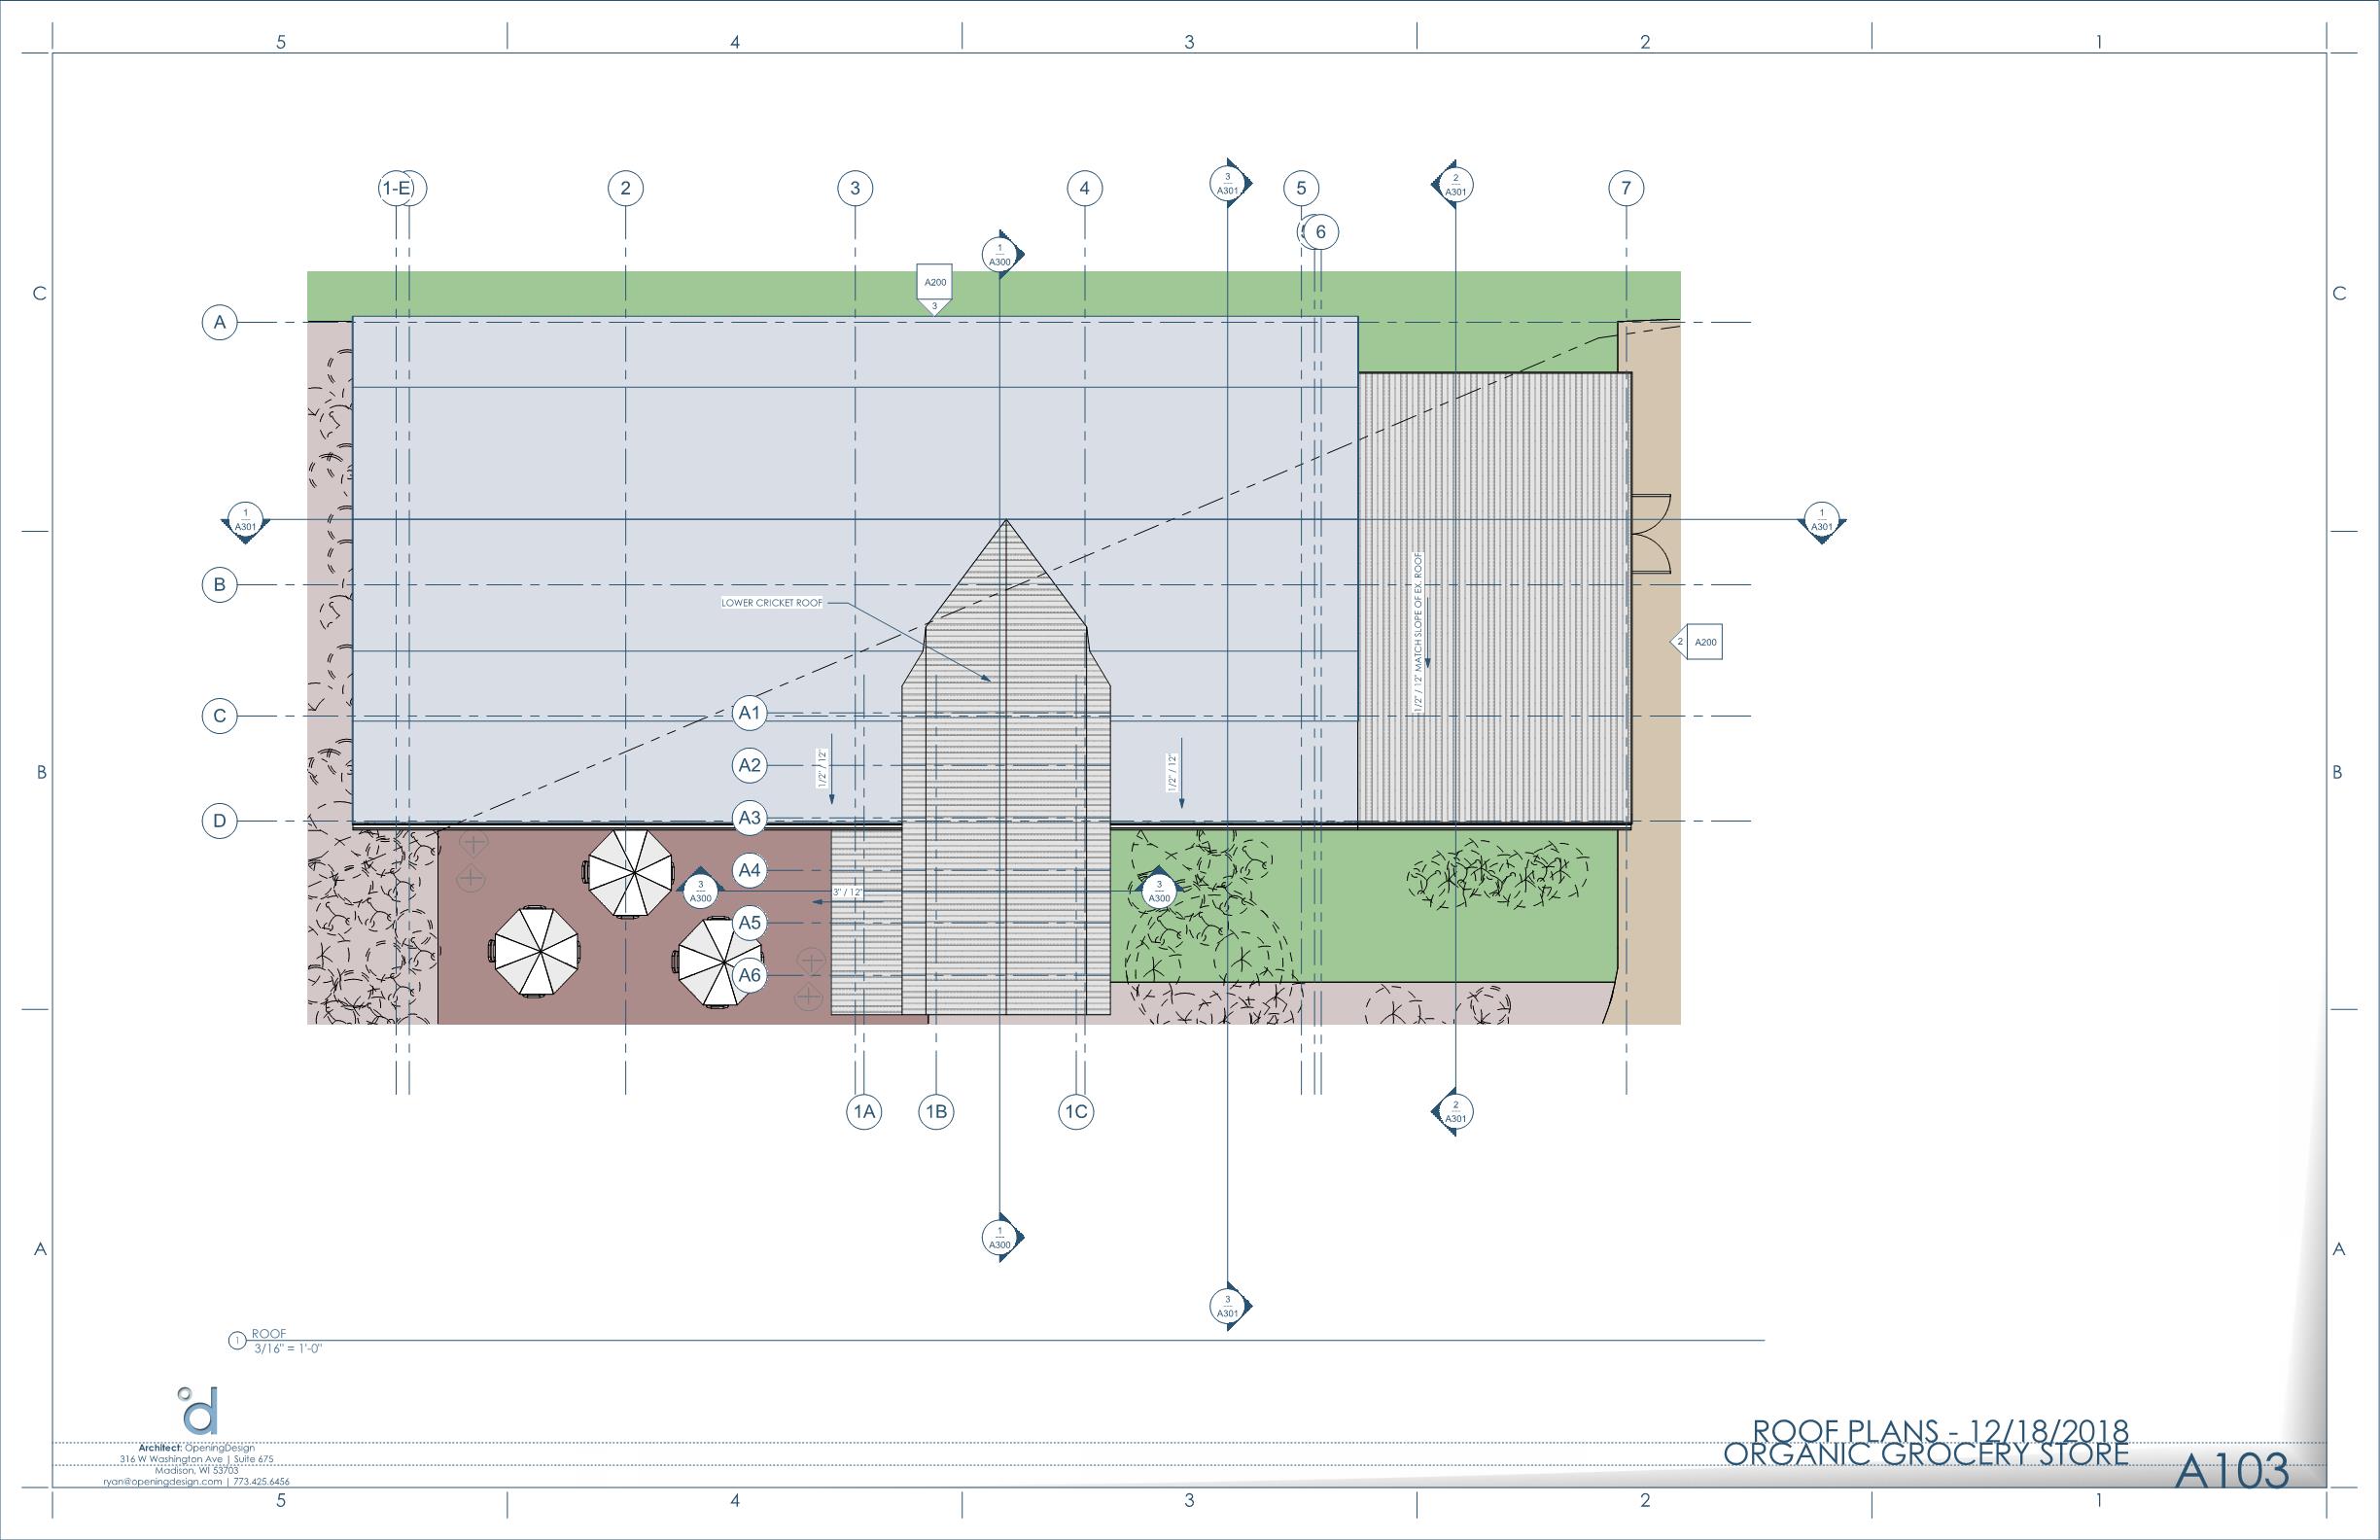 5 4 3 2 1
1-E 2 3 4 3 A301 5 2 A301 7
6
1 A300
A200 3
C C
A
1 A301 1 A301
B
LOWER CRICKET ROOF
1/2" / 12" MATCH SLOPE OF EX. ROOF
2 A200
C A1
A2 1/2" / 12" 1/2" / 12"
B B
D A3
A4
3 A300 3" / 12" 3 A300
A5
A6
1A 1B 1C 2 A301
1 A300
A A
3 A301
1 ROOF
3/16" = 1'-0"
d
Architect: OpeningDesign
316 W Washington Ave | Suite 675
Madison, WI 53703
ryan@openingdesign.com | 773.425.6456
ROOF PLANS - 12/18/2018
ORGANIC GROCERY STORE
A103
5 4 3 2 1